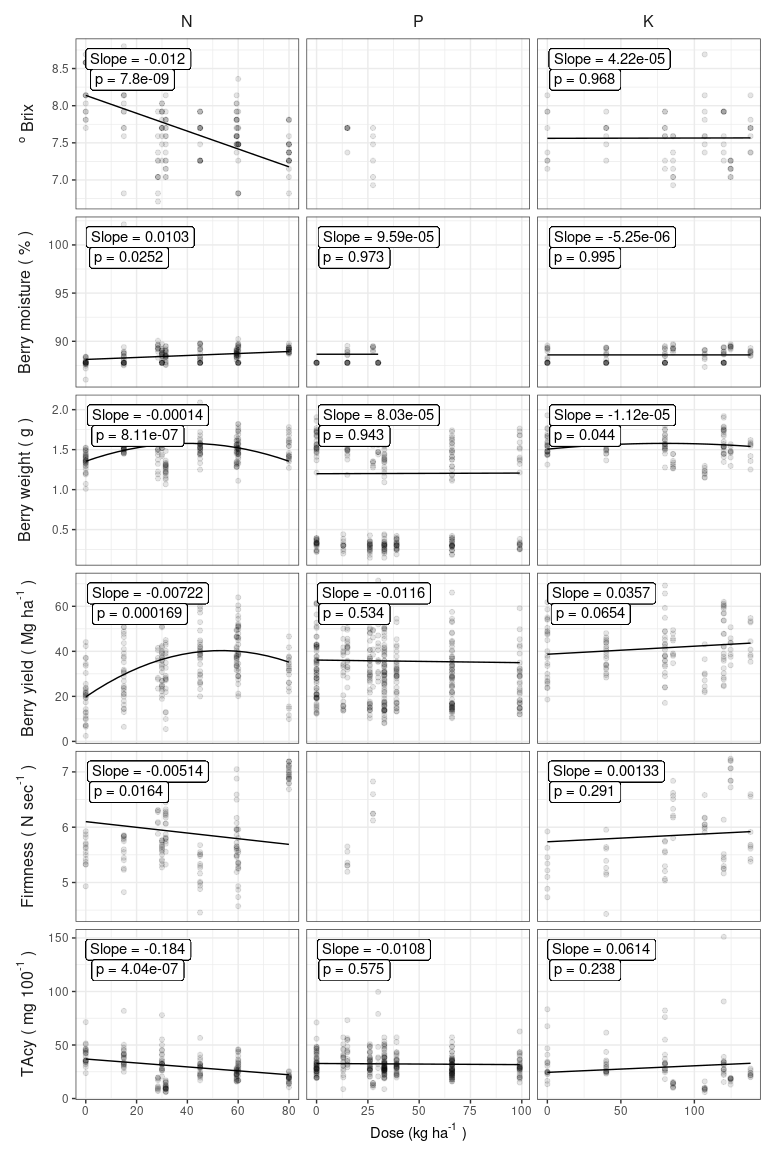 N P K
º Brix
8.5
8.0
7.5
7.0
Slope = -0.012
p = 7.8e-09
Slope = 4.22e-05
p = 0.968
Berry moisture ( % )
100
95
90
Slope = 0.0103
p = 0.0252
Slope = 9.59e-05
p = 0.973
Slope = -5.25e-06
p = 0.995
Berry weight ( g )
2.0
1.5
1.0
0.5
Slope = -0.00014
p = 8.11e-07
Slope = 8.03e-05
p = 0.943
Slope = -1.12e-05
p = 0.044
Berry yield ( Mg ha⁻¹ )
60
40
20
0
Slope = -0.00722
p = 0.000169
Slope = -0.0116
p = 0.534
Slope = 0.0357
p = 0.0654
Firmness ( N sec⁻¹ )
7
6
5
Slope = -0.00514
p = 0.0164
Slope = 0.00133
p = 0.291
TAcy ( mg 100⁻¹ )
150
100
50
0
Slope = -0.184
p = 4.04e-07
Slope = -0.0108
p = 0.575
Slope = 0.0614
p = 0.238
0 20 40 60 80
0 25 50 75 100
0 50 100
Dose (kg ha⁻¹ )